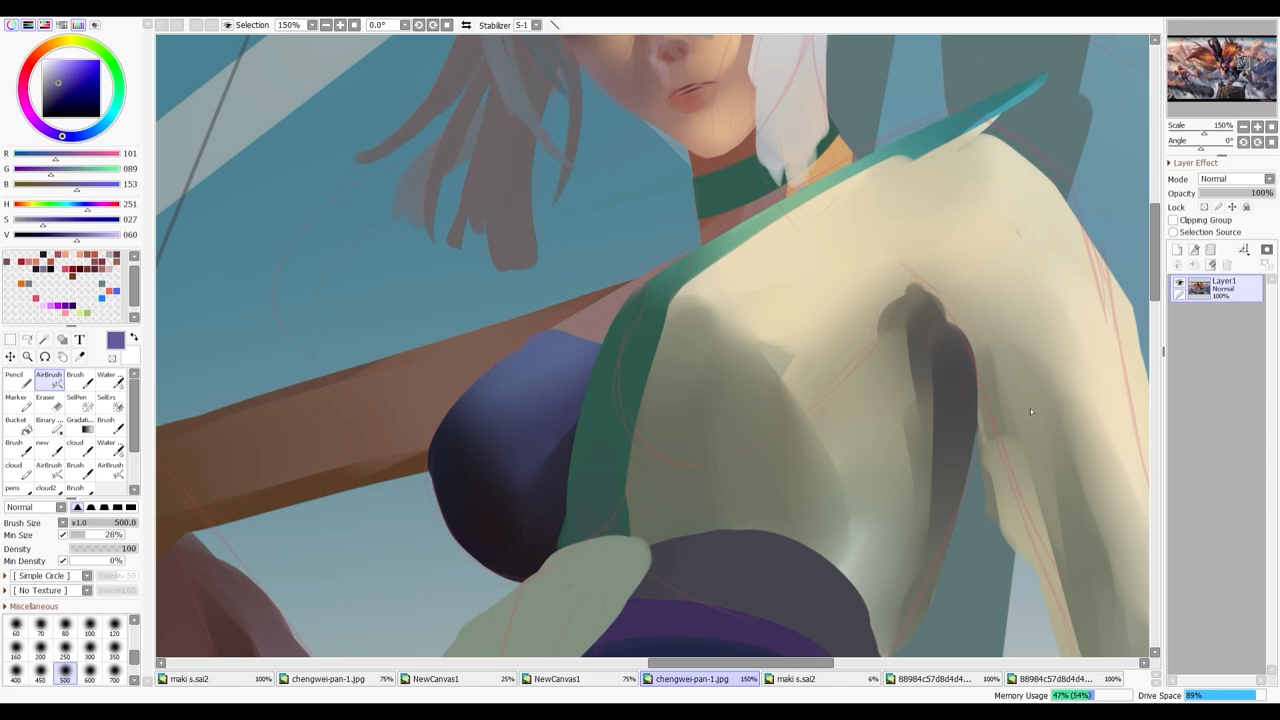 Selection 150% 0.0° Stabilizer S-1
R 101
G 089
B 153
H 251
S 027
V 060
T
Pencil AirBrush Brush Water ...
Marker Eraser SelPen SelErs
Bucket Binary ... Gradati... Brush
Brush new cloud Water ...
cloud AirBrush Brush AirBrush
pens cloud2 Brush
Normal
Brush Size x1.0 500.0
Min Size 28%
Density 100
Min Density 0%
[ Simple Circle ] Intensity 50
[ No Texture ]
Miscellaneous
60 70 80 100 120
160 200 250 300 350
400 450 500 600 700
Scale 150%
Angle 0°
Layer Effect
Mode Normal
Opacity 100%
Lock
Clipping Group
Selection Source
Layer1
Normal
100%
maki s.sai2 100% chengwei-pan-1.jpg 75% NewCanvas1 25% NewCanvas1 75% chengwei-pan-1.jpg 150% maki s.sai2 6% 88984c57d8d4d4... 100% 88984c57d8d4d4... 100%
Memory Usage 47% (54%) Drive Space 89%